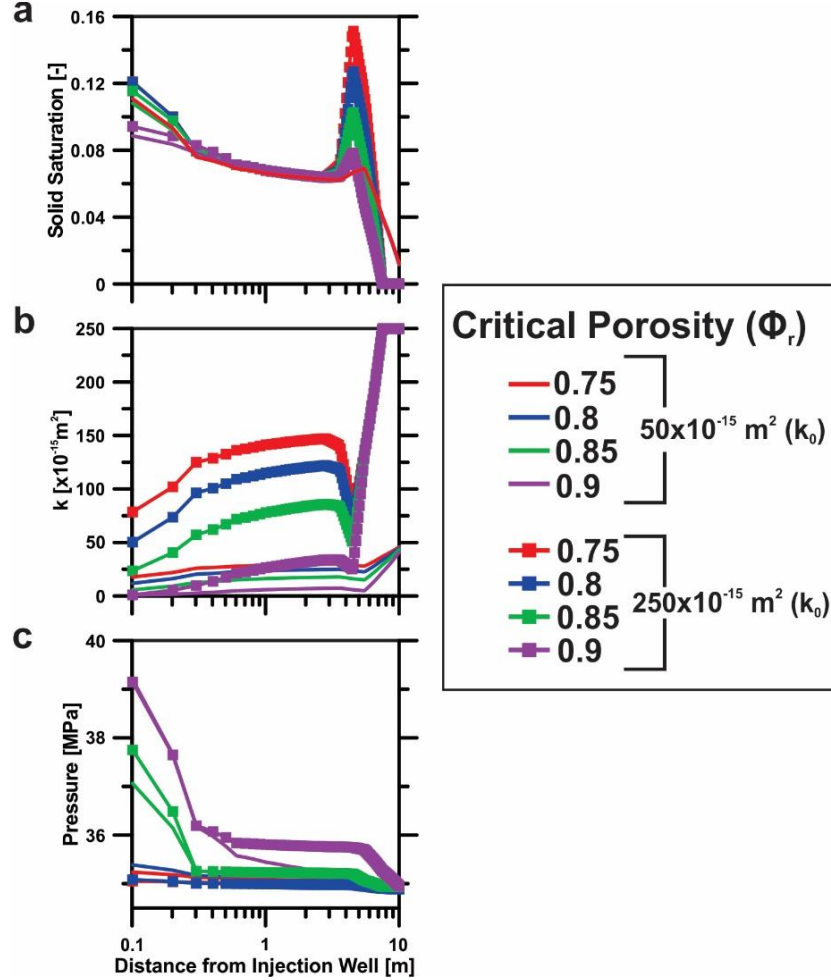 a
0.16
0.12
0.08
0.04
0
Solid Saturation [-]
b
250
200
150
100
50
0
k [x10⁻¹⁵m²]
c
40
38
36
Pressure [MPa]
0.1 1 10
Distance from Injection Well [m]
Critical Porosity (Φᵣ)
0.75
0.8
0.85
0.9
50x10⁻¹⁵ m² (k₀)
0.75
0.8
0.85
0.9
250x10⁻¹⁵ m² (k₀)